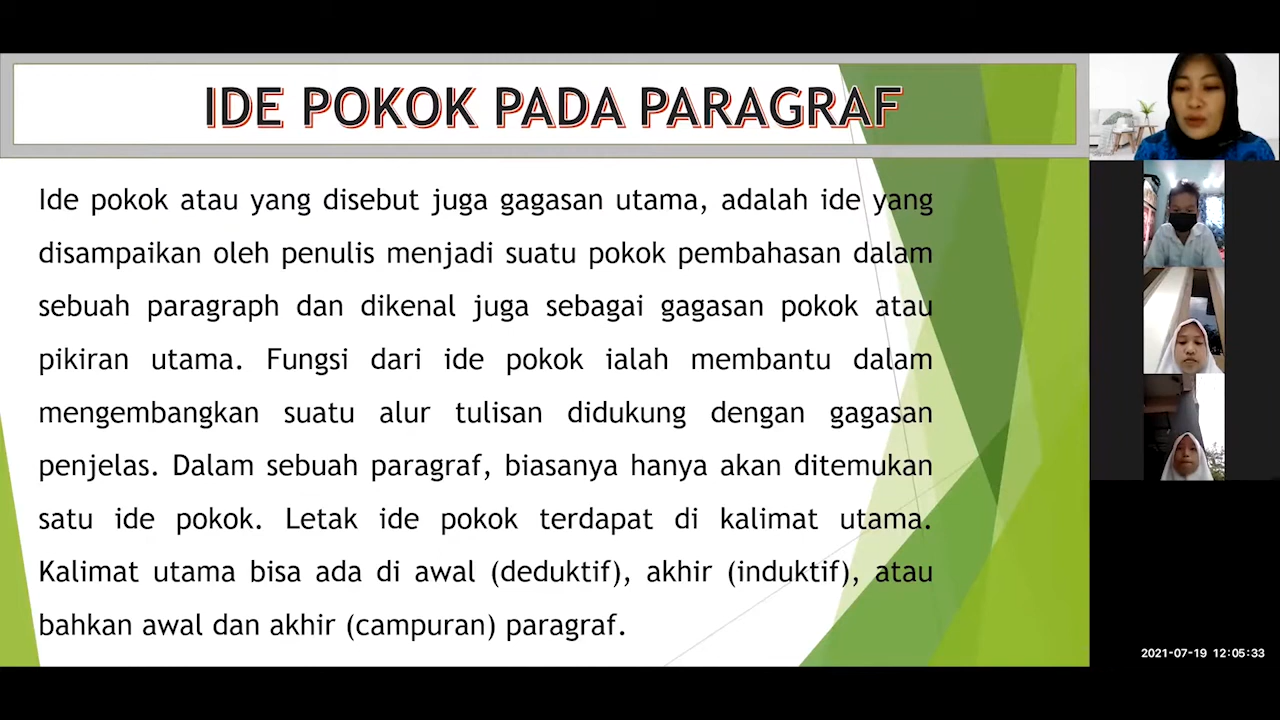 IDE POKOK PADA PARAGRAF
Ide pokok atau yang disebut juga gagasan utama, adalah ide yang
disampaikan oleh penulis menjadi suatu pokok pembahasan dalam
sebuah paragraph dan dikenal juga sebagai gagasan pokok atau
pikiran utama. Fungsi dari ide pokok ialah membantu dalam
mengembangkan suatu alur tulisan didukung dengan gagasan
penjelas. Dalam sebuah paragraf, biasanya hanya akan ditemukan
satu ide pokok. Letak ide pokok terdapat di kalimat utama.
Kalimat utama bisa ada di awal (deduktif), akhir (induktif), atau
bahkan awal dan akhir (campuran) paragraf.
2021-07-19 12:05:33